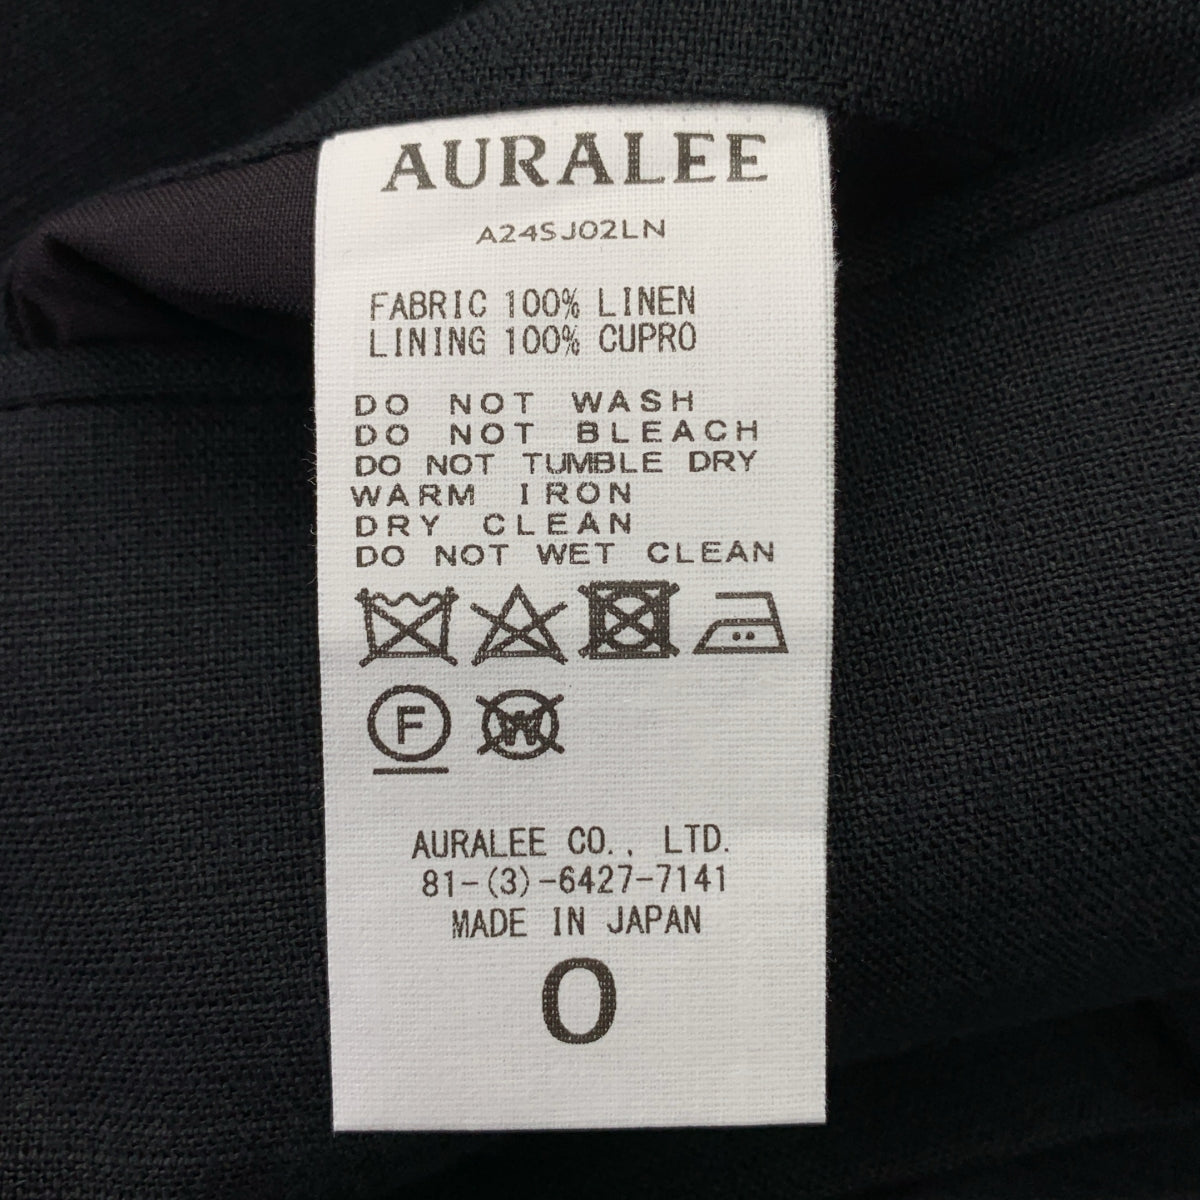 AURALEE
A24SJ02LN
FABRIC 100% LINEN
LINING 100% CUPRO
DO NOT WASH
DO NOT BLEACH
DO NOT TUMBLE DRY
WARM IRON
DRY CLEAN
DO NOT WET CLEAN
F W
AURALEE CO., LTD.
81-(3)-6427-7141
MADE IN JAPAN
0